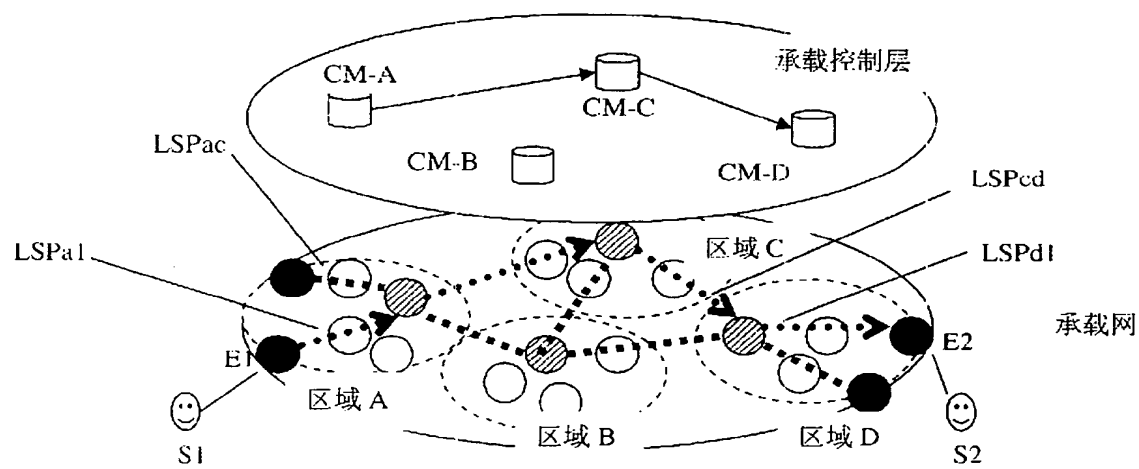 承载控制层
CM-A
CM-C
LSPac
CM-B
CM-D
LSPcd
LSPa1
区域 C
LSPd1
承载网
E1
E2
区域 A
区域 B
区域 D
S1
S2